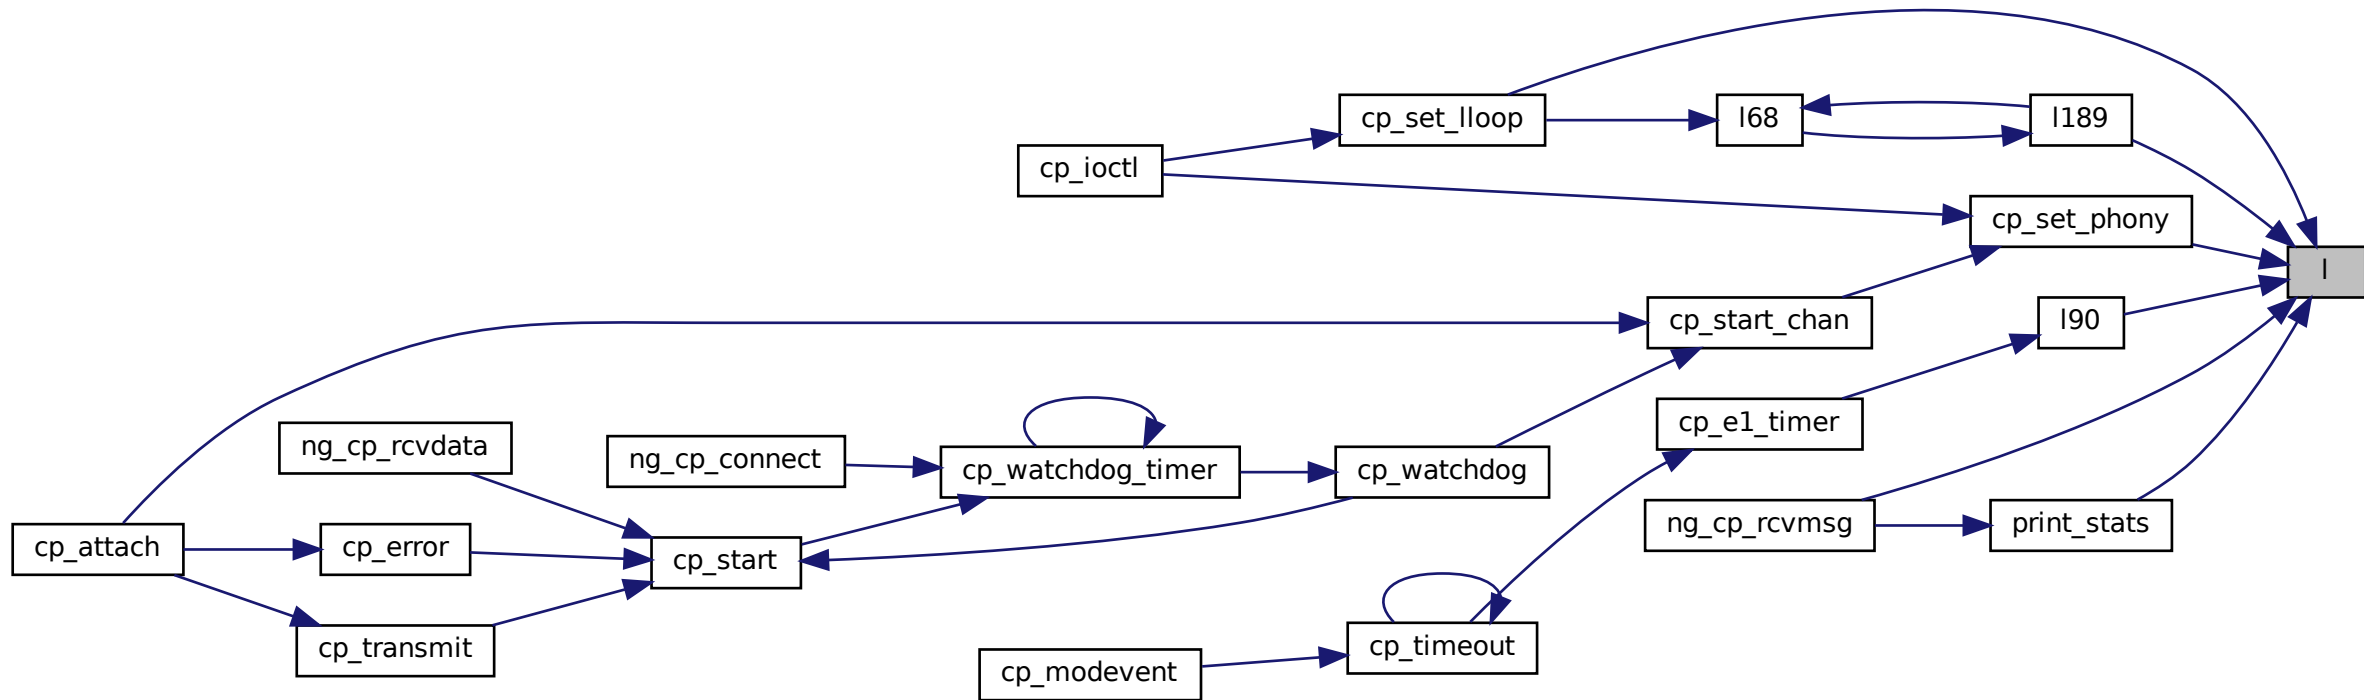 cp_set_lloop
l68
l189
cp_ioctl
cp_set_phony
l
cp_start_chan
l90
cp_e1_timer
ng_cp_rcvdata
ng_cp_connect
cp_watchdog_timer
cp_watchdog
ng_cp_rcvmsg
print_stats
cp_attach
cp_error
cp_start
cp_transmit
cp_timeout
cp_modevent